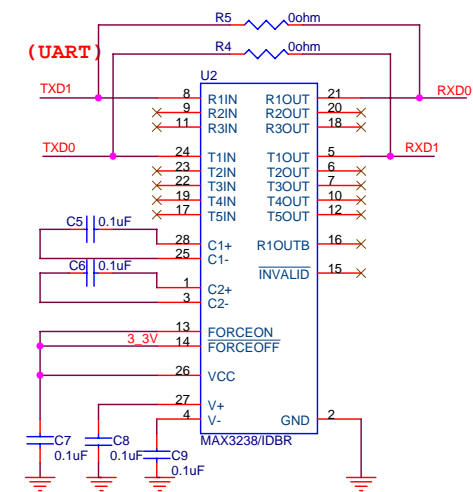 R5 0ohm
R4 0ohm
(UART)
U2
TXD1 8 R1IN R1OUT 21 RXD0
9 R2IN R2OUT 20
11 R3IN R3OUT 18
TXD0 24 T1IN T1OUT 5 RXD1
23 T2IN T2OUT 6
22 T3IN T3OUT 7
19 T4IN T4OUT 10
17 T5IN T5OUT 12
C5 0.1uF
28 C1+ R1OUTB 16
25 C1-
C6 0.1uF
INVALID 15
1 C2+
3 C2-
13 FORCEON
3_3V 14 FORCEOFF
26 VCC
27 V+
4 V- GND 2
MAX3238/IDBR
C7 C8 C9
0.1uF 0.1uF 0.1uF